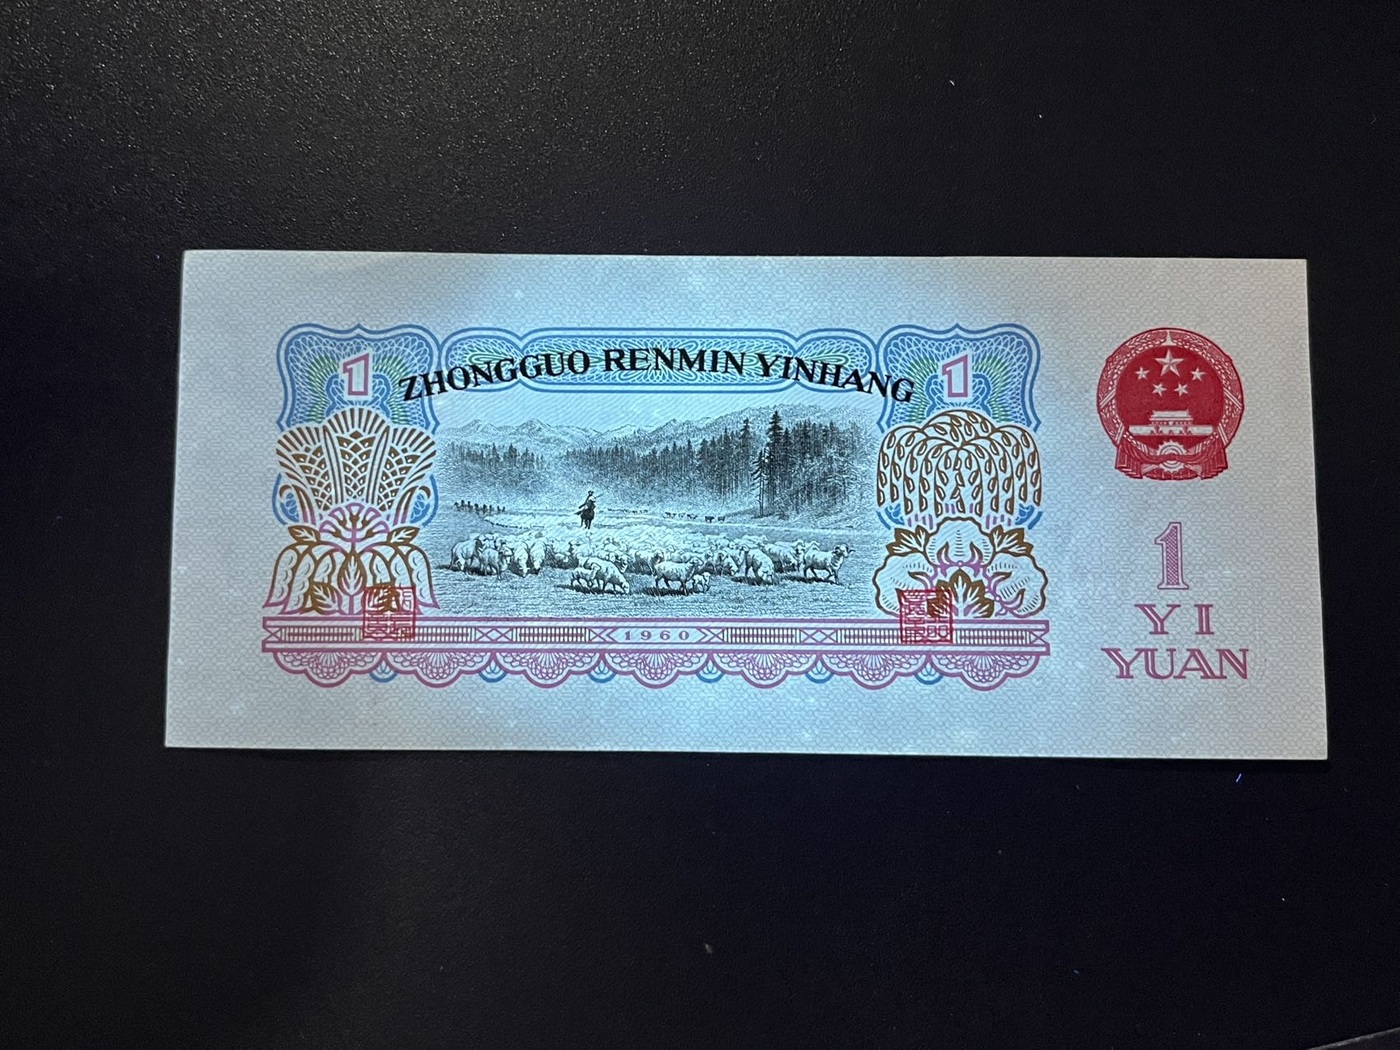 ZHONGGUO RENMIN YINHANG
1
1
1960
1
YI
YUAN